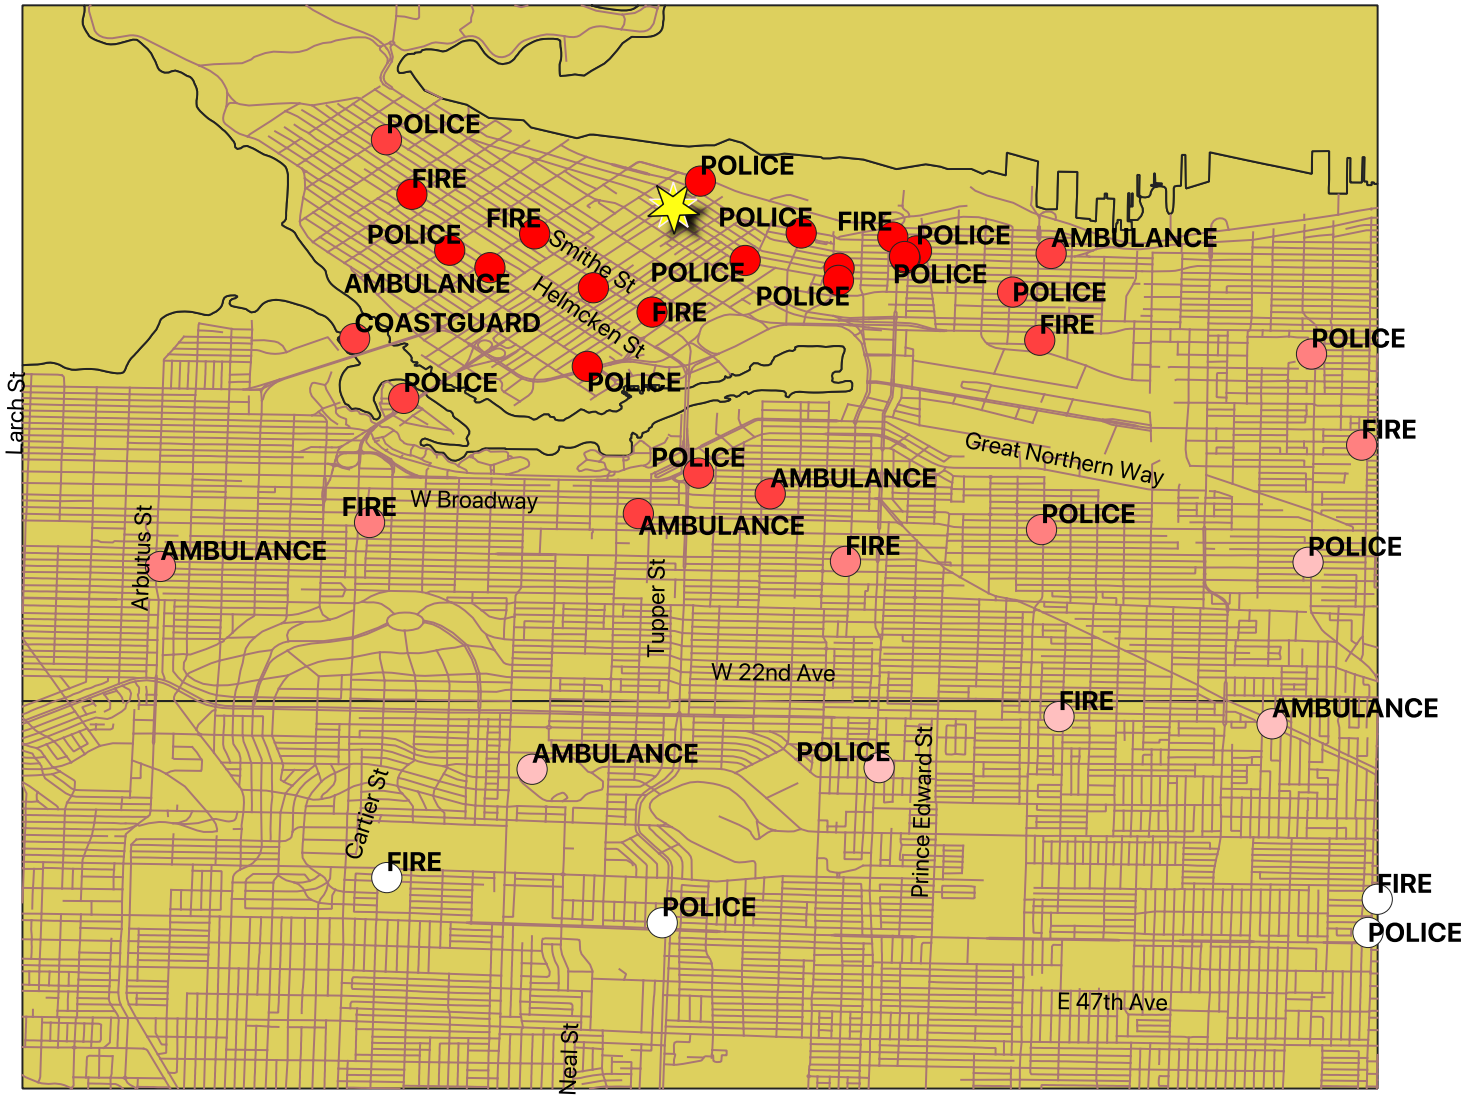 POLICE
POLICE
FIRE
FIRE
POLICE
FIRE
POLICE
POLICE
AMBULANCE
Smithe St
POLICE
POLICE
AMBULANCE
Helmcken St
POLICE
POLICE
FIRE
COASTGUARD
FIRE
POLICE
POLICE
POLICE
Larch St
FIRE
Great Northern Way
POLICE
AMBULANCE
W Broadway
FIRE
AMBULANCE
POLICE
FIRE
POLICE
AMBULANCE
Arbutus St
Tupper St
W 22nd Ave
FIRE
AMBULANCE
AMBULANCE
POLICE
Cartier St
Prince Edward St
FIRE
FIRE
POLICE
POLICE
E 47th Ave
Neal St